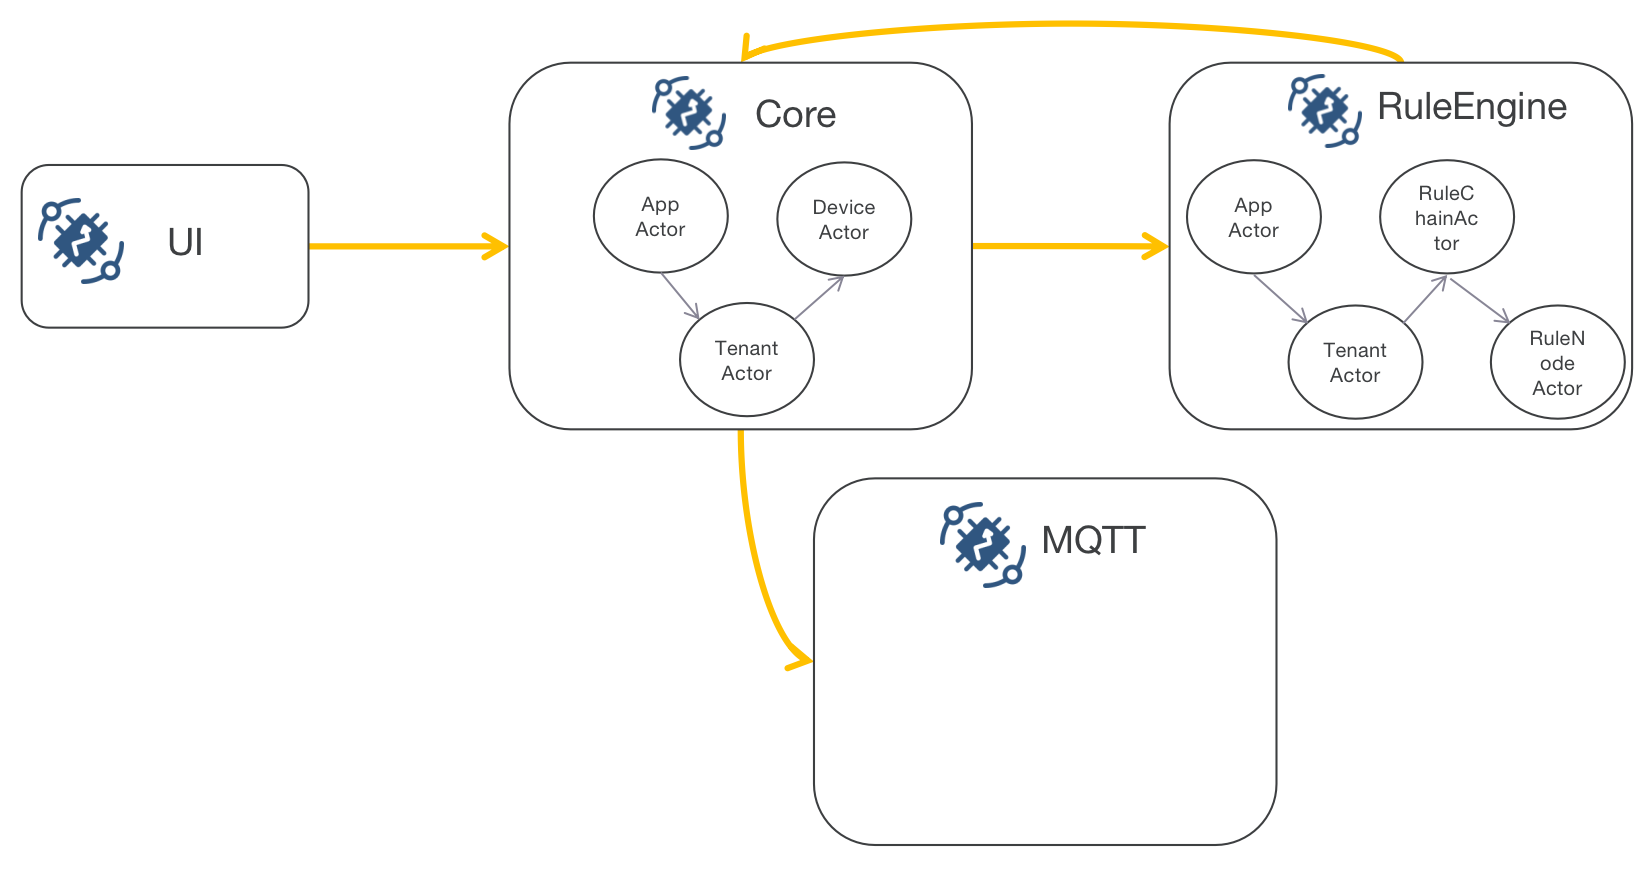 UI
Core
App
Actor
Device
Actor
Tenant
Actor
RuleEngine
App
Actor
RuleC
hainAc
tor
Tenant
Actor
RuleN
ode
Actor
MQTT